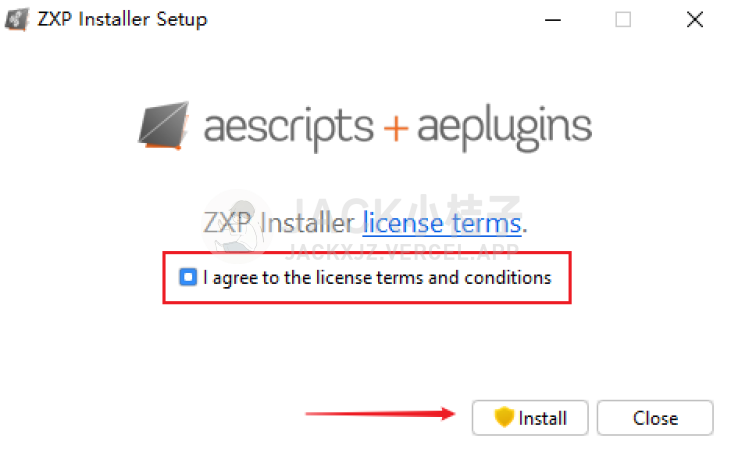 ZXP Installer Setup
aescripts + aeplugins
JACK小桔子
ZXP Installer license terms.
JACKXJZ.VERCEL.APP
I agree to the license terms and conditions
Install
Close